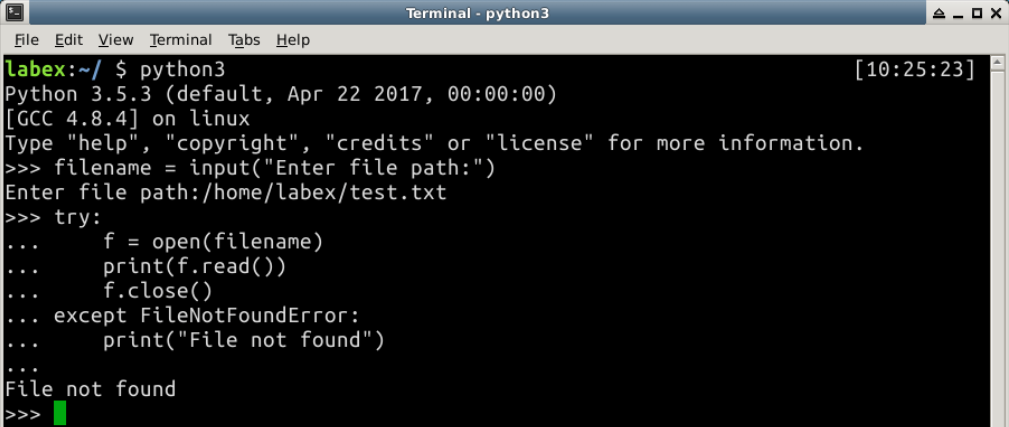 Terminal - python3
File Edit View Terminal Tabs Help
labex:~/ $ python3 [10:25:23]
Python 3.5.3 (default, Apr 22 2017, 00:00:00)
[GCC 4.8.4] on linux
Type "help", "copyright", "credits" or "license" for more information.
>>> filename = input("Enter file path:")
Enter file path:/home/labex/test.txt
>>> try:
...     f = open(filename)
...     print(f.read())
...     f.close()
... except FileNotFoundError:
...     print("File not found")
...
File not found
>>>